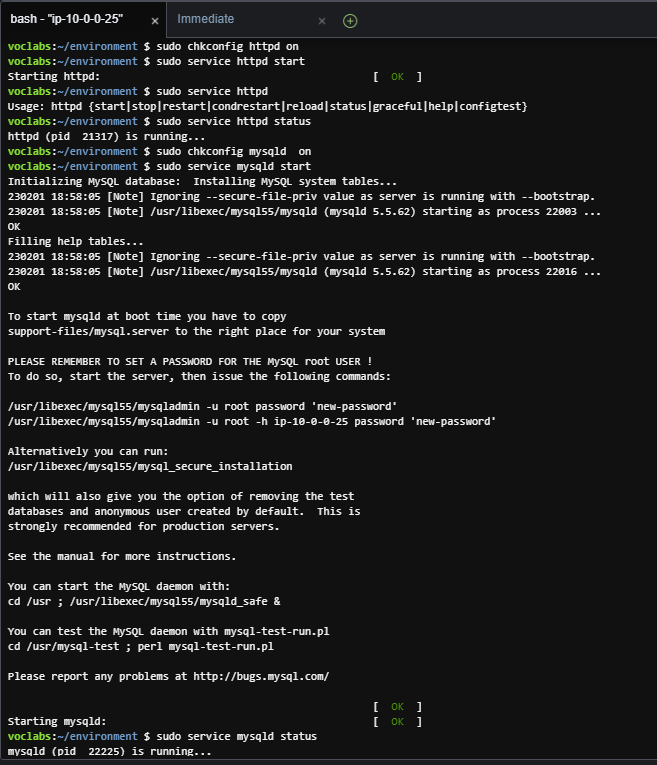 bash - "ip-10-0-0-25" × Immediate ×
voclabs:~/environment $ sudo chkconfig httpd on
voclabs:~/environment $ sudo service httpd start
Starting httpd: [ OK ]
voclabs:~/environment $ sudo service httpd
Usage: httpd {start|stop|restart|condrestart|reload|status|graceful|help|configtest}
voclabs:~/environment $ sudo service httpd status
httpd (pid 21317) is running...
voclabs:~/environment $ sudo chkconfig mysqld  on
voclabs:~/environment $ sudo service mysqld start
Initializing MySQL database:  Installing MySQL system tables...
230201 18:58:05 [Note] Ignoring --secure-file-priv value as server is running with --bootstrap.
230201 18:58:05 [Note] /usr/libexec/mysql55/mysqld (mysqld 5.5.62) starting as process 22003 ...
OK
Filling help tables...
230201 18:58:05 [Note] Ignoring --secure-file-priv value as server is running with --bootstrap.
230201 18:58:05 [Note] /usr/libexec/mysql55/mysqld (mysqld 5.5.62) starting as process 22016 ...
OK
To start mysqld at boot time you have to copy
support-files/mysql.server to the right place for your system
PLEASE REMEMBER TO SET A PASSWORD FOR THE MySQL root USER !
To do so, start the server, then issue the following commands:
/usr/libexec/mysql55/mysqladmin -u root password 'new-password'
/usr/libexec/mysql55/mysqladmin -u root -h ip-10-0-0-25 password 'new-password'
Alternatively you can run:
/usr/libexec/mysql55/mysql_secure_installation
which will also give you the option of removing the test
databases and anonymous user created by default.  This is
strongly recommended for production servers.
See the manual for more instructions.
You can start the MySQL daemon with:
cd /usr ; /usr/libexec/mysql55/mysqld_safe &
You can test the MySQL daemon with mysql-test-run.pl
cd /usr/mysql-test ; perl mysql-test-run.pl
Please report any problems at http://bugs.mysql.com/
[ OK ]
Starting mysqld: [ OK ]
voclabs:~/environment $ sudo service mysqld status
mysqld (pid 22225) is running...